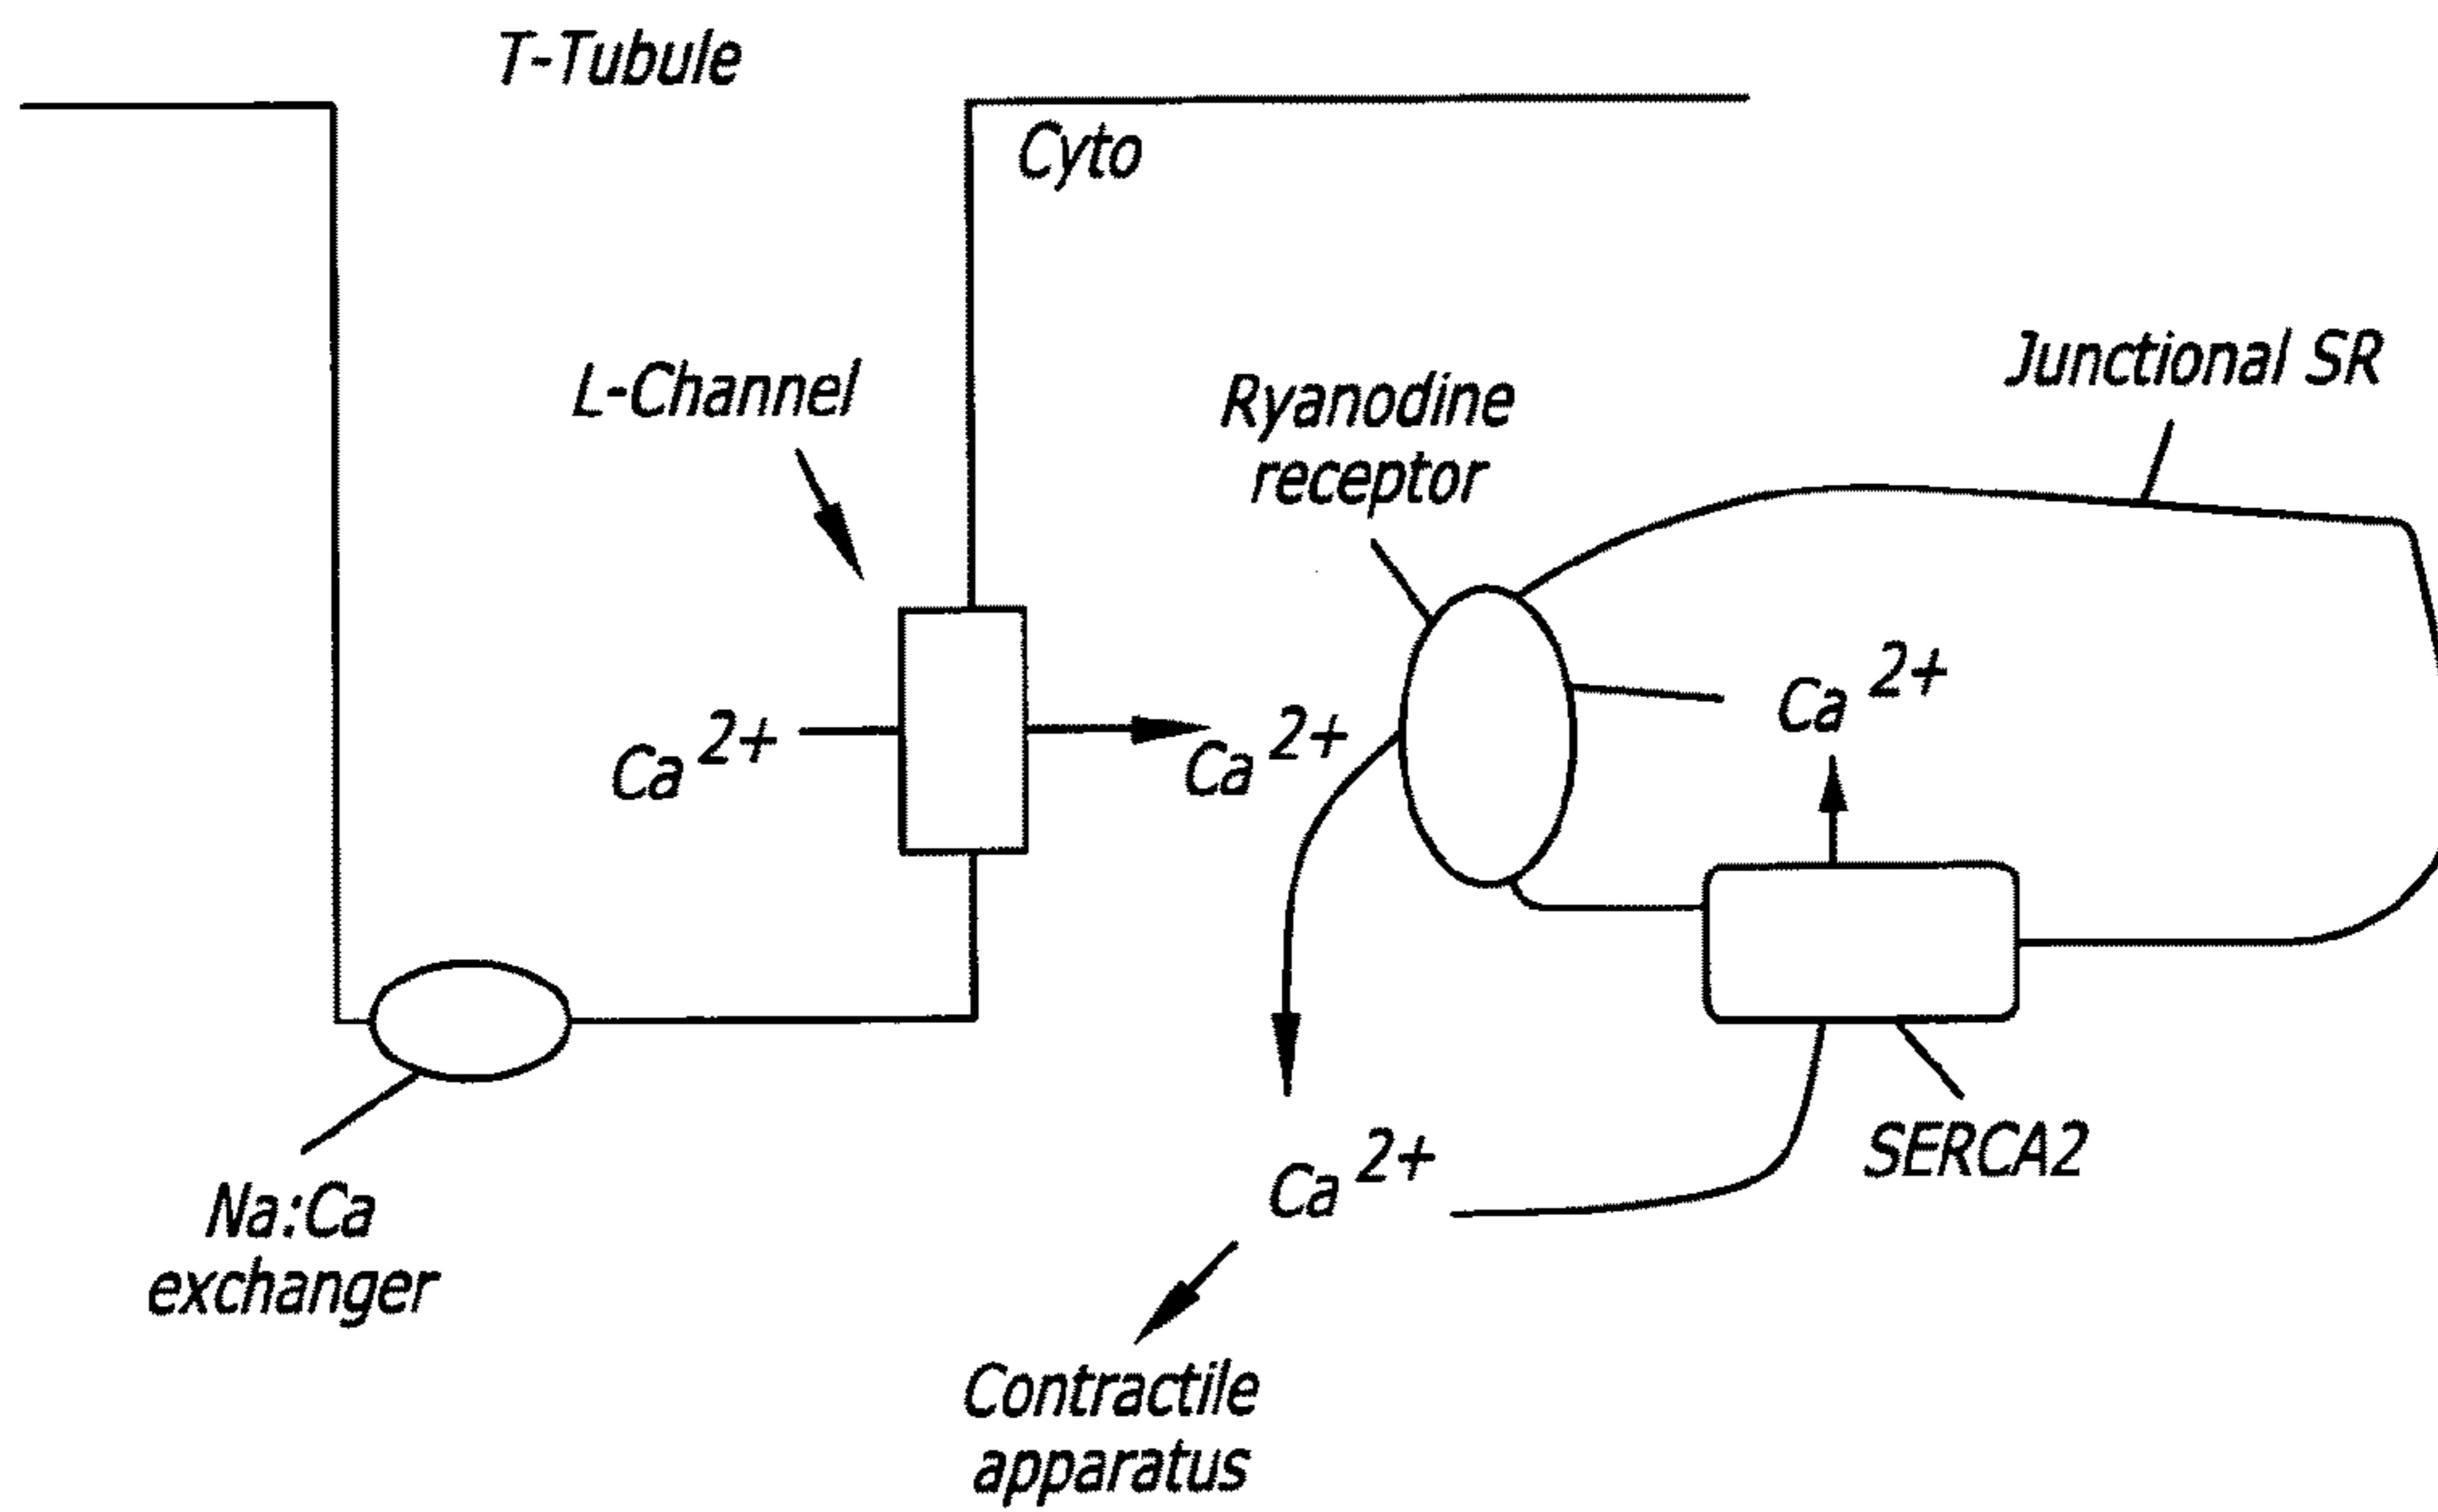 T-Tubule
Cyto
L-Channel
Ryanodine
receptor
Junctional SR
Ca 2+
Ca 2+
Ca 2+
Ca 2+
SERCA2
Na:Ca
exchanger
Contractile
apparatus